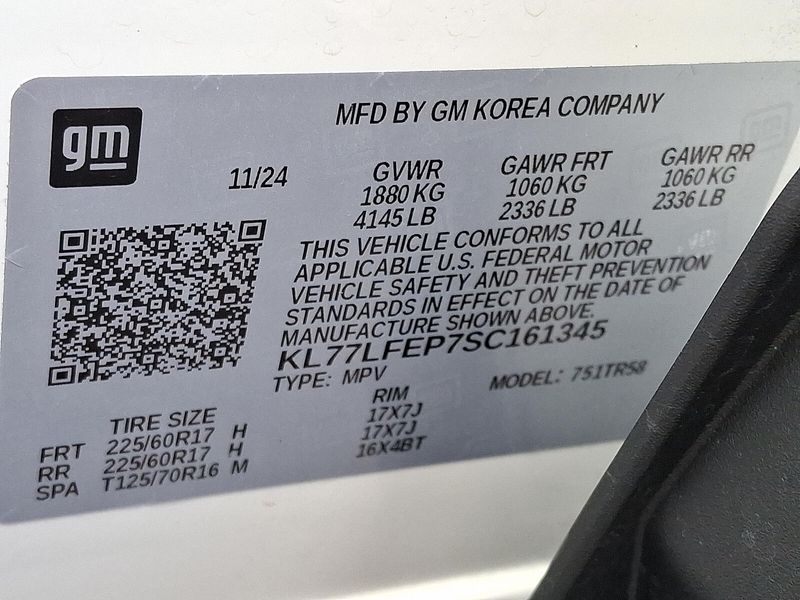 gm
MFD BY GM KOREA COMPANY
11/24 GVWR GAWR FRT GAWR RR
1880 KG 1060 KG 1060 KG
4145 LB 2336 LB 2336 LB
THIS VEHICLE CONFORMS TO ALL
APPLICABLE U.S. FEDERAL MOTOR
VEHICLE SAFETY AND THEFT PREVENTION
STANDARDS IN EFFECT ON THE DATE OF
MANUFACTURE SHOWN ABOVE.
KL77LFEP7SC161345
TYPE: MPV MODEL: 751TR58
TIRE SIZE RIM
FRT 225/60R17 H 17X7J
RR 225/60R17 H 17X7J
SPA T125/70R16 M 16X4BT